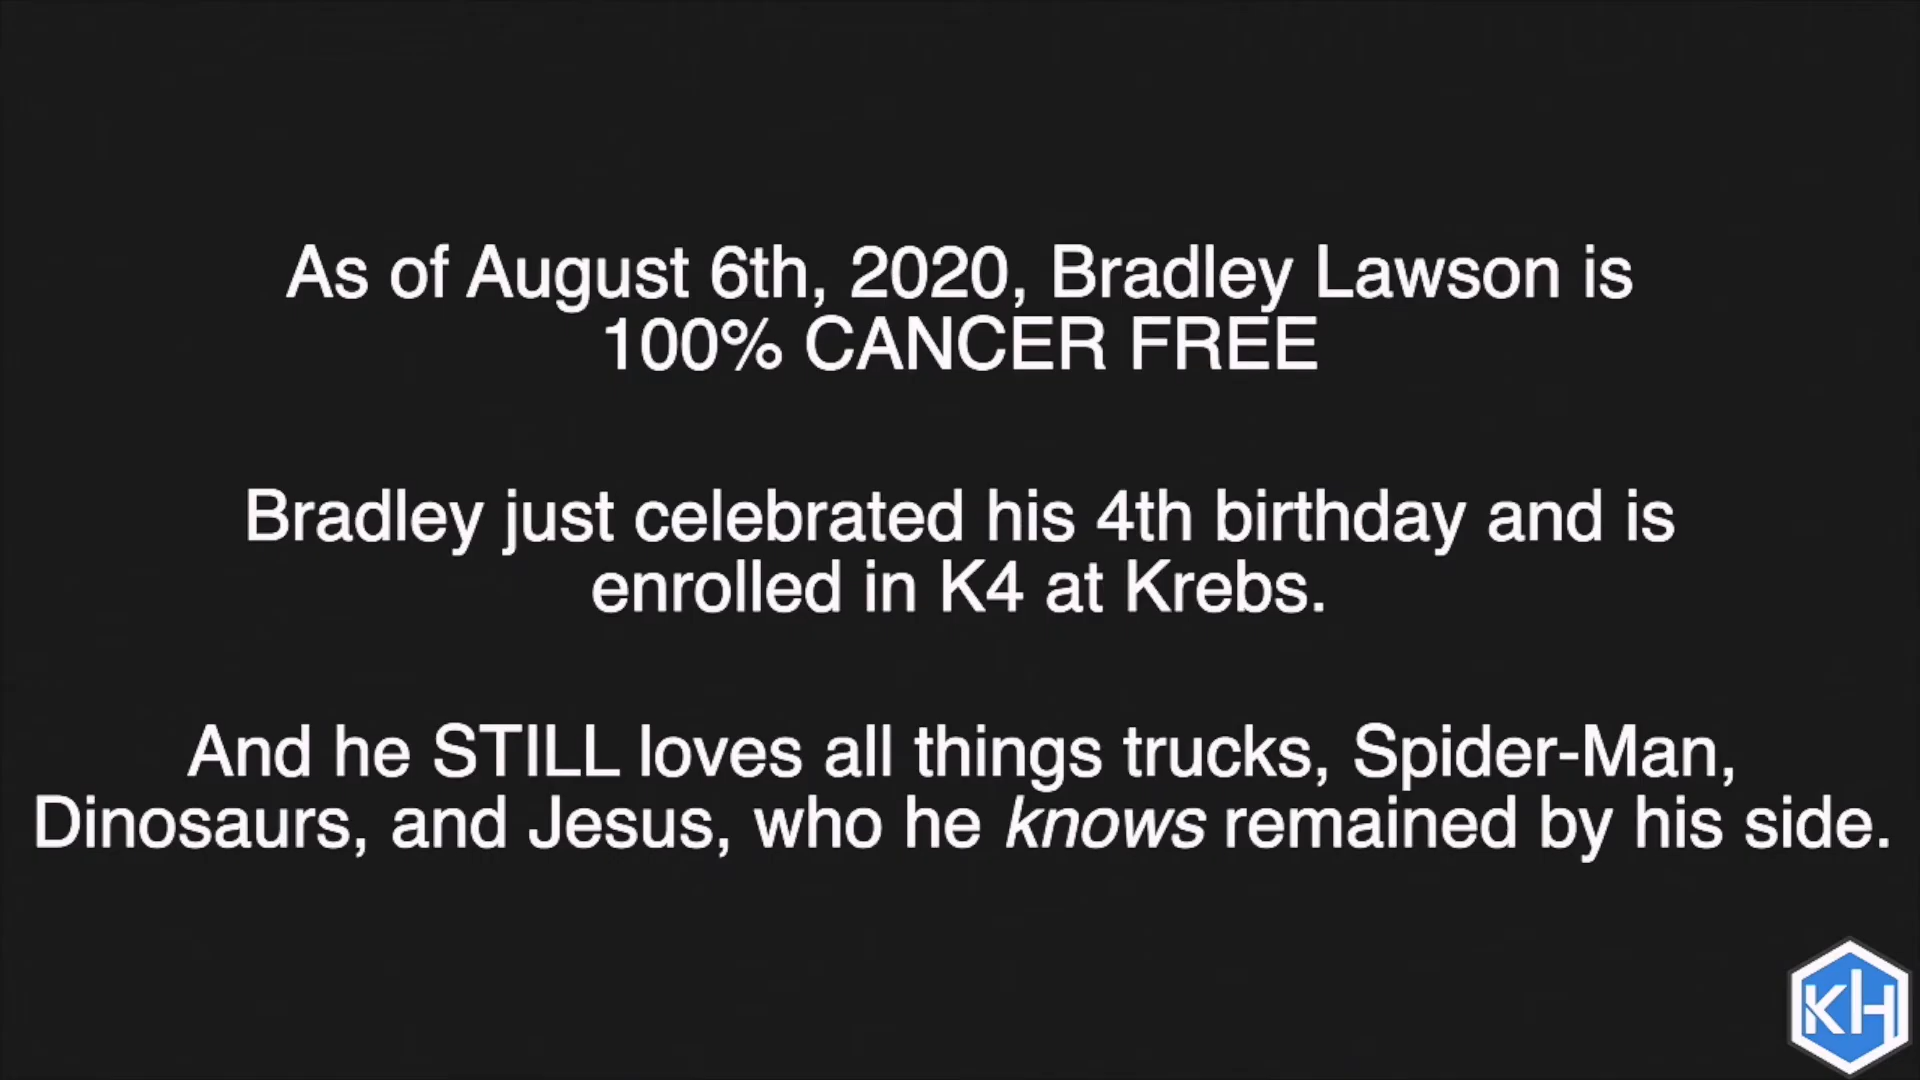 As of August 6th, 2020, Bradley Lawson is
100% CANCER FREE
Bradley just celebrated his 4th birthday and is
enrolled in K4 at Krebs.
And he STILL loves all things trucks, Spider-Man,
Dinosaurs, and Jesus, who he knows remained by his side.
KH